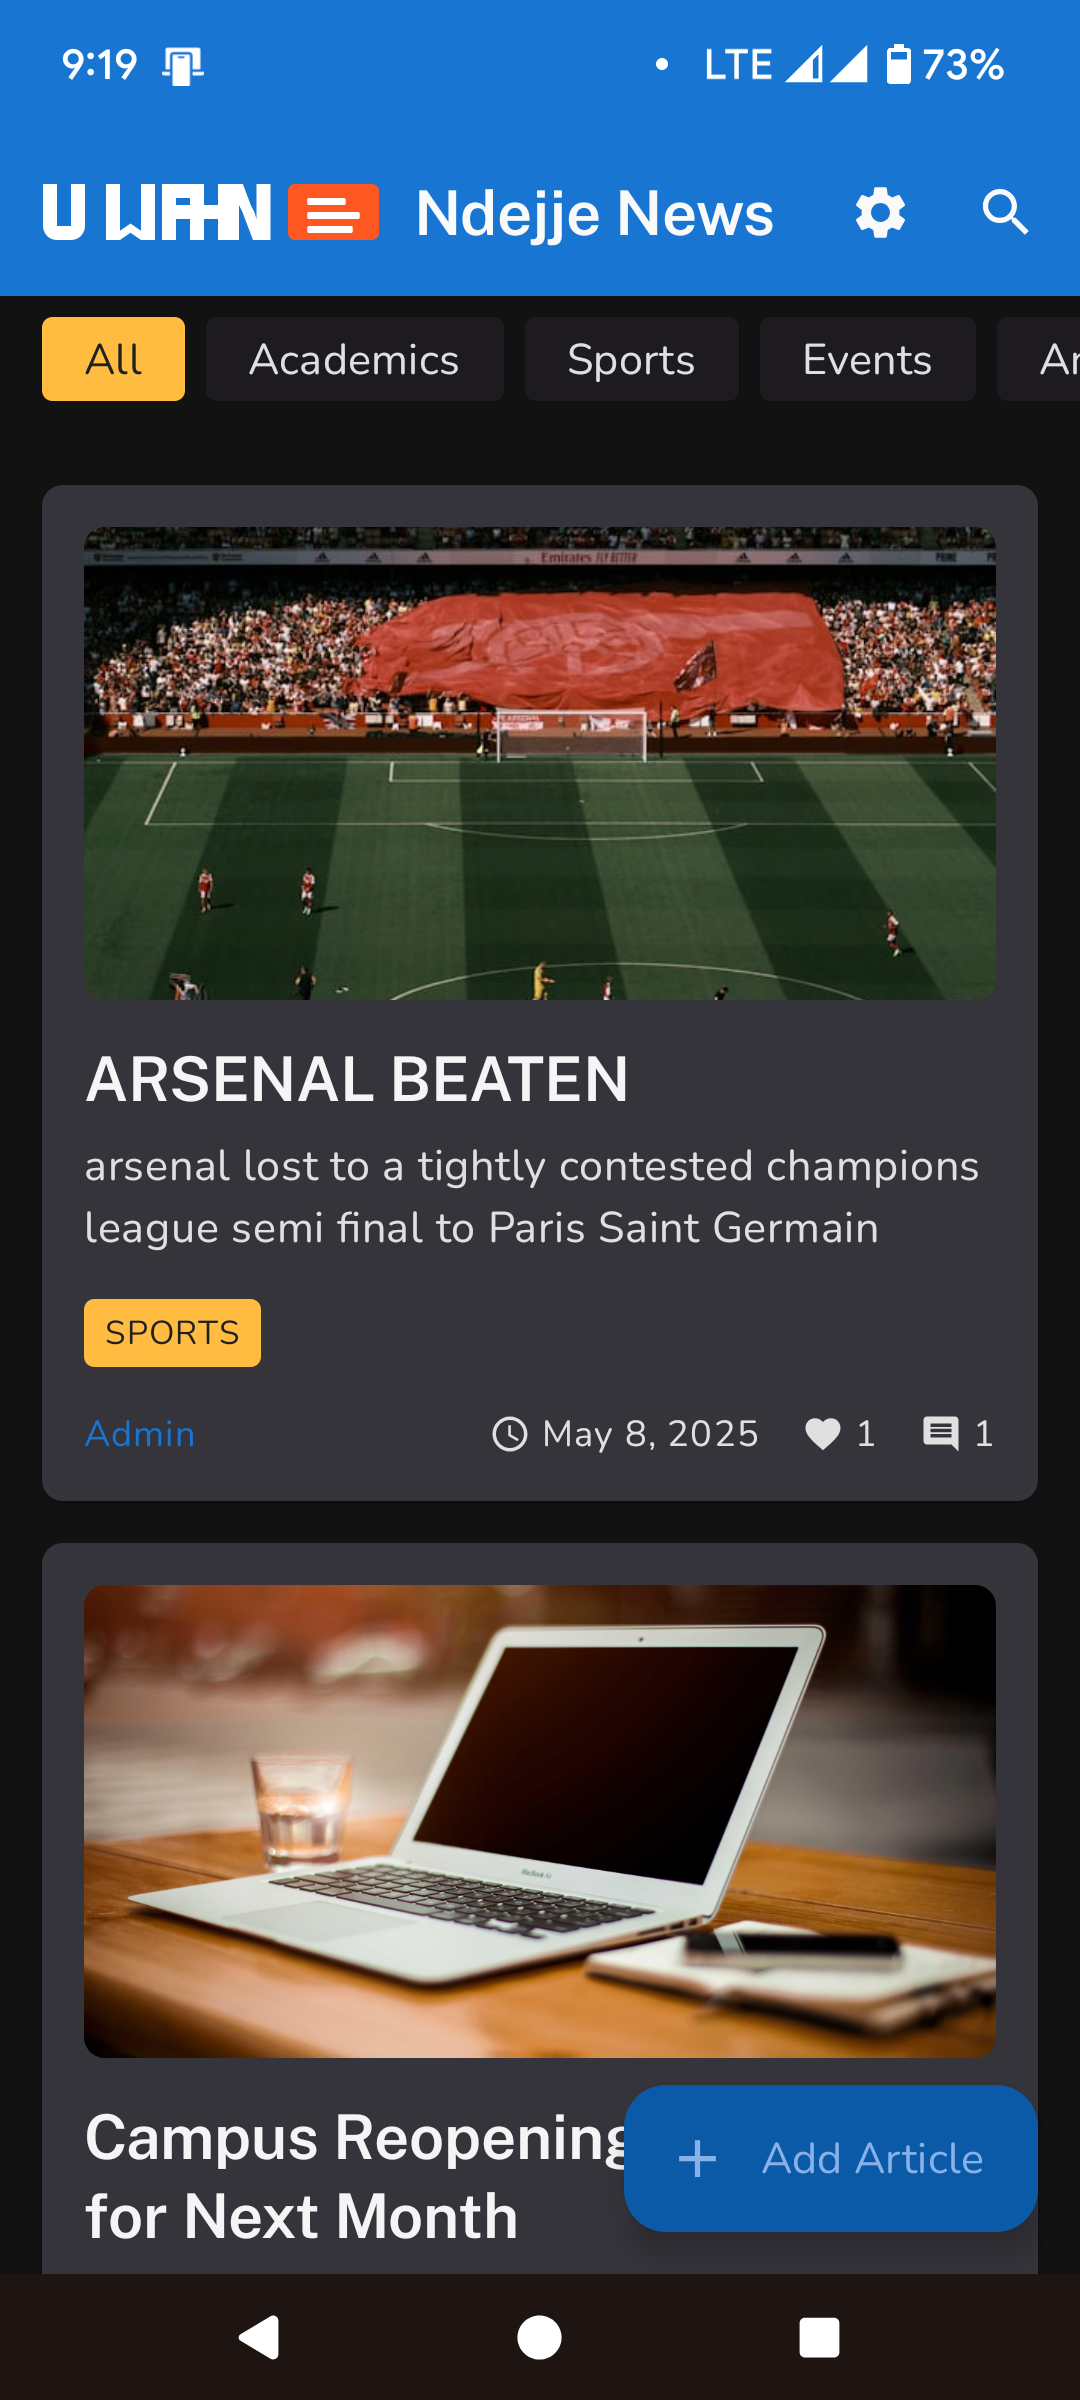 9:19
LTE
73%
Ndejje News
All
Academics
Sports
Events
Emirates FLY BETTER
ARSENAL BEATEN
arsenal lost to a tightly contested champions
league semi final to Paris Saint Germain
SPORTS
Admin
May 8, 2025
1
1
MacBook Air
Campus Reopening
for Next Month
Add Article